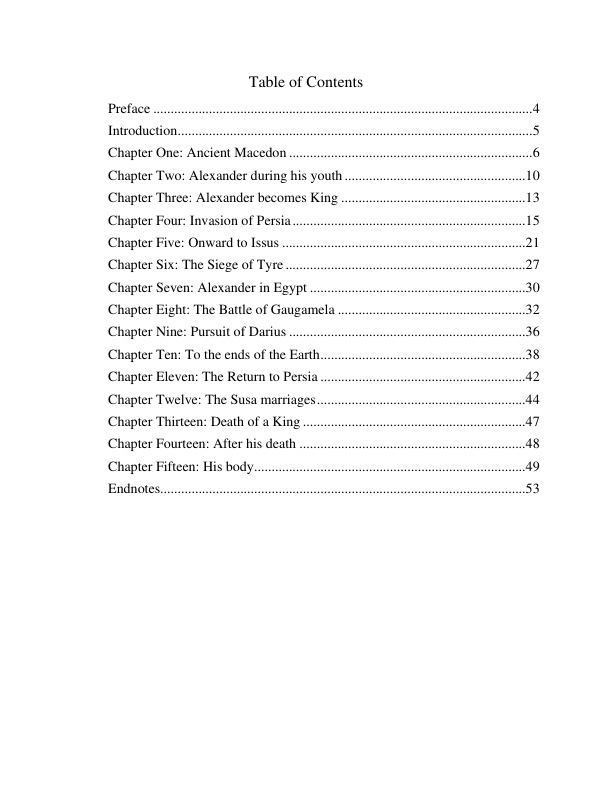 Table of Contents
Preface ............................................................................................................4
Introduction.....................................................................................................5
Chapter One: Ancient Macedon .....................................................................6
Chapter Two: Alexander during his youth ...................................................10
Chapter Three: Alexander becomes King ....................................................13
Chapter Four: Invasion of Persia..................................................................15
Chapter Five: Onward to Issus .....................................................................21
Chapter Six: The Siege of Tyre ....................................................................27
Chapter Seven: Alexander in Egypt .............................................................30
Chapter Eight: The Battle of Gaugamela .....................................................32
Chapter Nine: Pursuit of Darius ...................................................................36
Chapter Ten: To the ends of the Earth..........................................................38
Chapter Eleven: The Return to Persia ..........................................................42
Chapter Twelve: The Susa marriages...........................................................44
Chapter Thirteen: Death of a King ...............................................................47
Chapter Fourteen: After his death ................................................................48
Chapter Fifteen: His body.............................................................................49
Endnotes........................................................................................................53